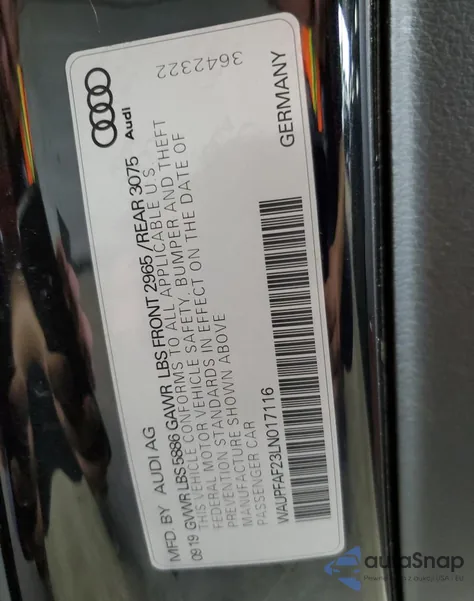 MFD. BY AUDI AG
09.19 GVWR LBS 5886 GAWR LBS FRONT 2965 /REAR 3075
THIS VEHICLE CONFORMS TO ALL APPLICABLE U.S.
FEDERAL MOTOR VEHICLE SAFETY, BUMPER AND THEFT
PREVENTION STANDARDS IN EFFECT ON THE DATE OF
MANUFACTURE SHOWN ABOVE
PASSENGER CAR
WAUPFAF23LN017116
GERMANY
Audi
3642322
autoSnap